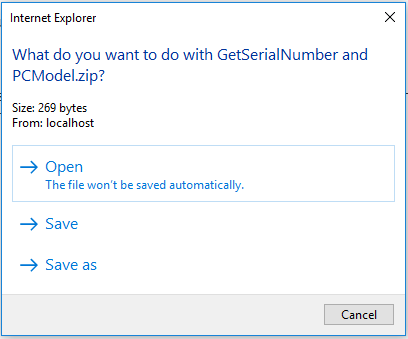 Internet Explorer
What do you want to do with GetSerialNumber and
PCModel.zip?
Size: 269 bytes
From: localhost
Open
The file won't be saved automatically.
Save
Save as
Cancel